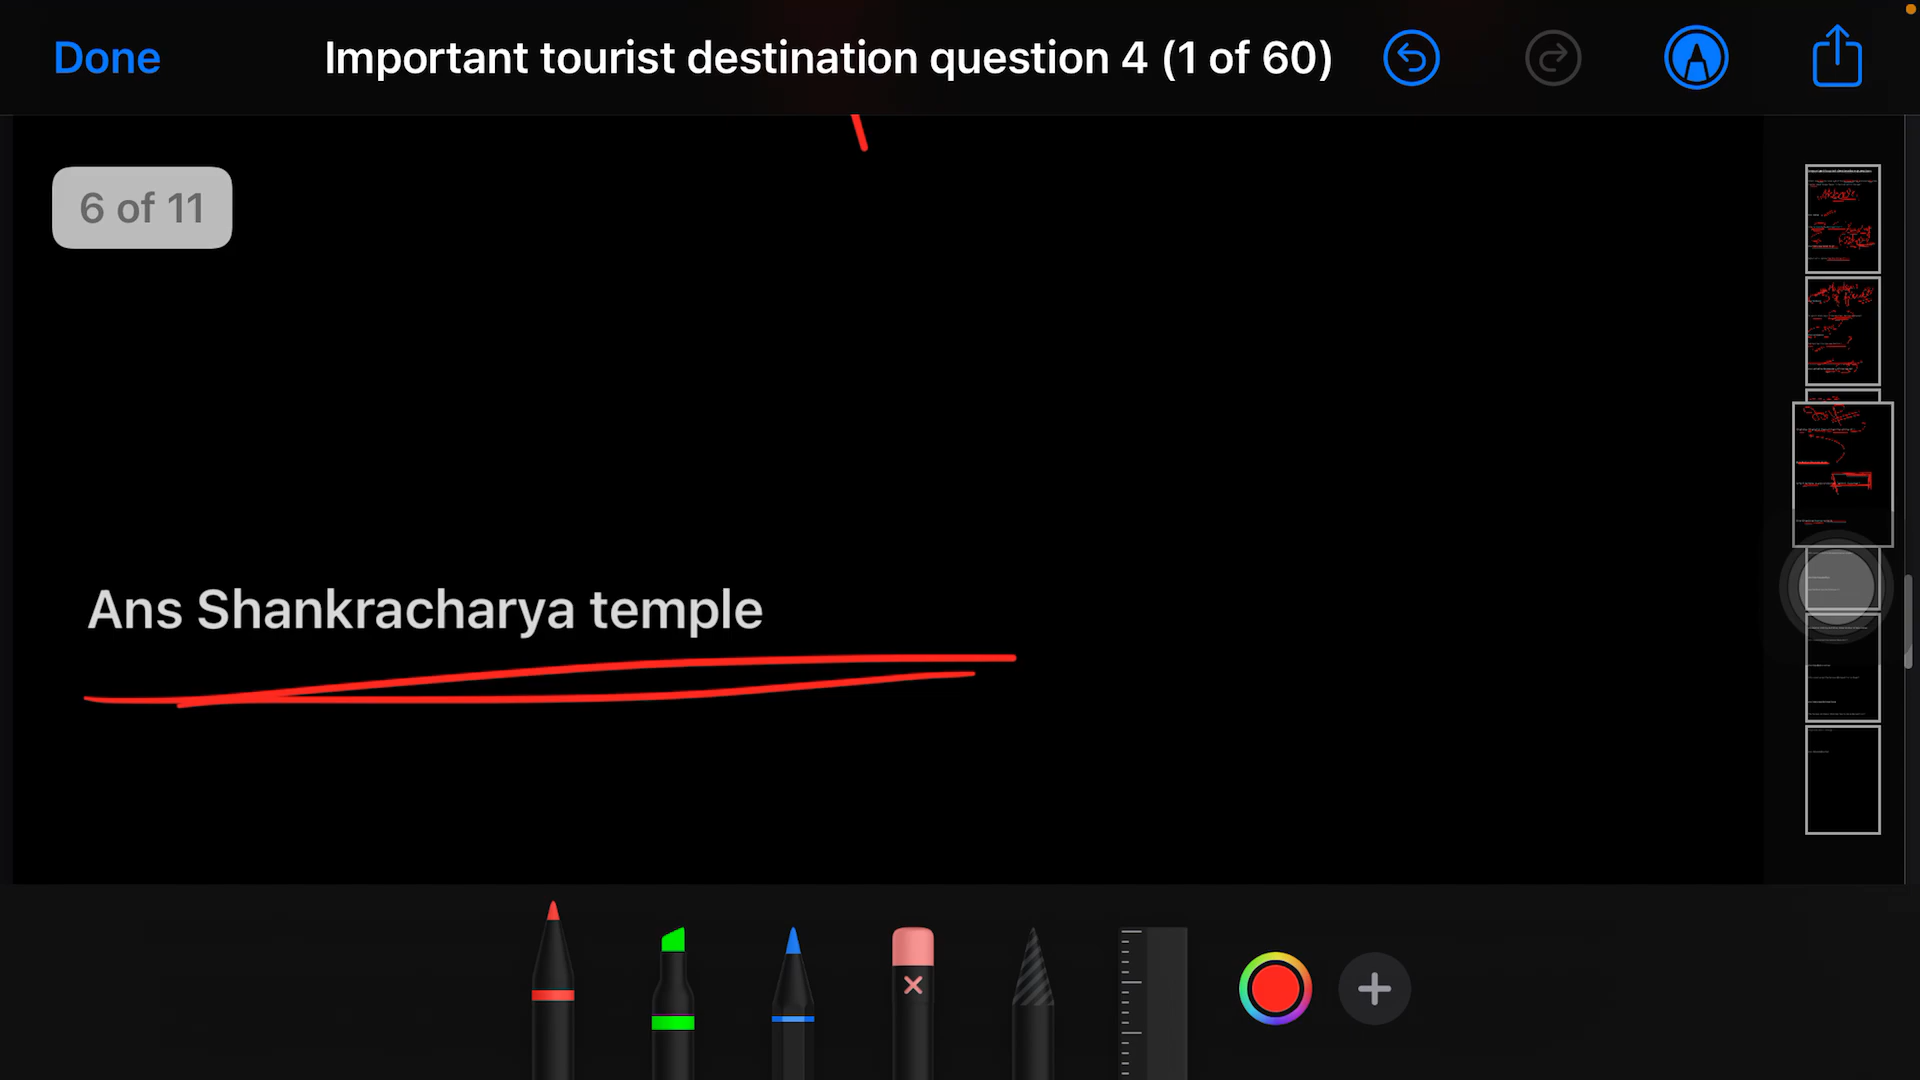 Done
Important tourist destination question 4 (1 of 60)
6 of 11
Ans Shankracharya temple